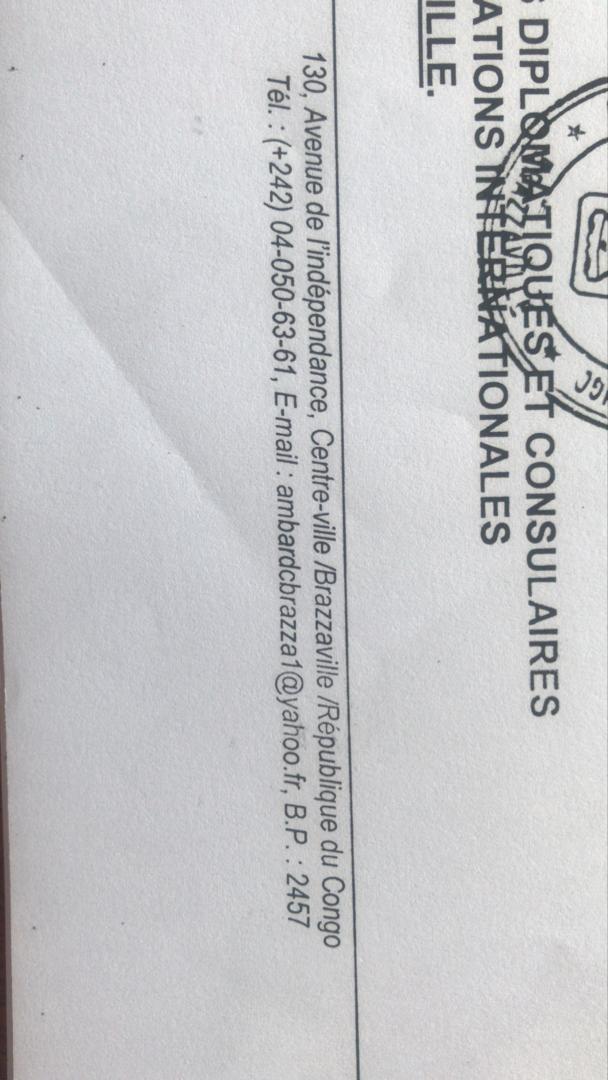 DIPLOMATIQUES ET CONSULAIRES
ATIONS INTERNATIONALES
ILLE.
BRAZZAVILLE
130, Avenue de l'indépendance, Centre-ville /Brazzaville /République du Congo
Tél. : (+242) 04-050-63-61, E-mail : ambardcbrazza1@yahoo.fr, B.P. : 2457